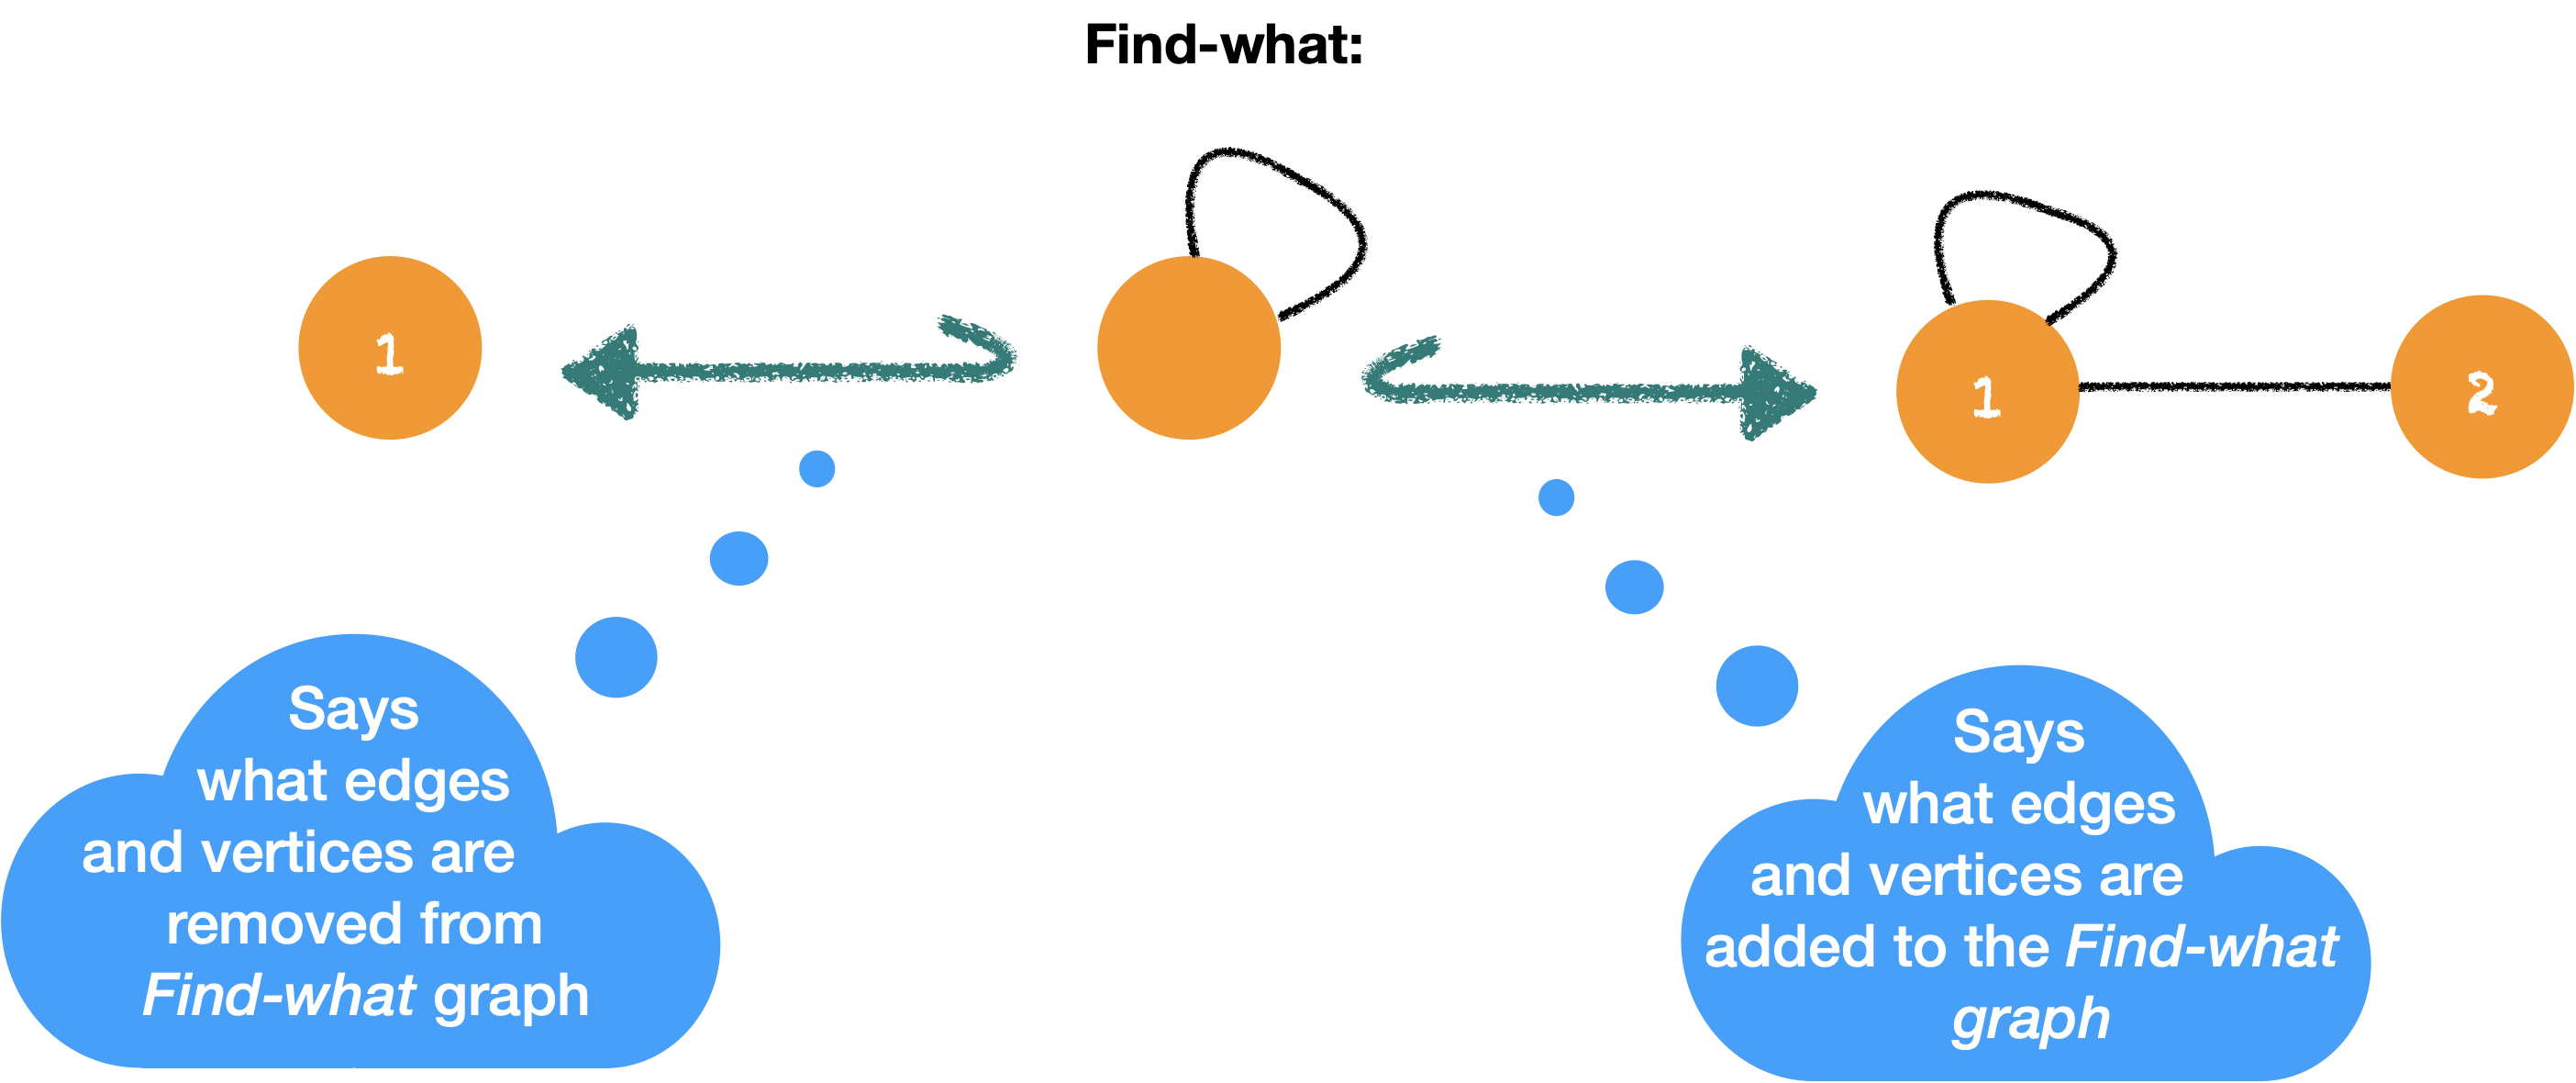 Find-what:
1
1
2
Says
what edges
and vertices are
removed from
Find-what graph
Says
what edges
and vertices are
added to the Find-what
graph